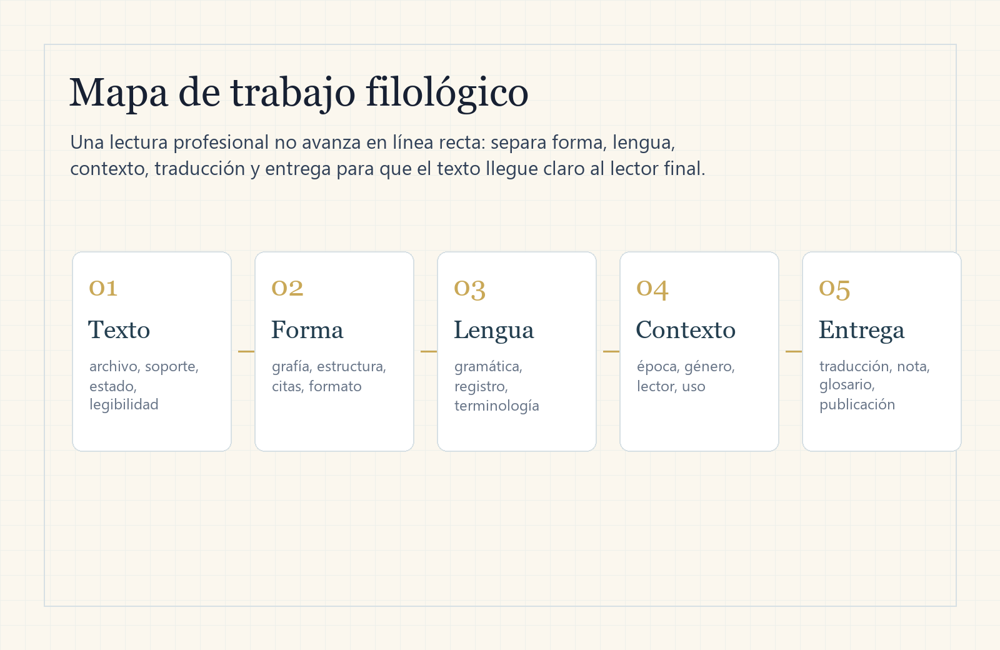 Mapa de trabajo filológico
Una lectura profesional no avanza en línea recta: separa forma, lengua,
contexto, traducción y entrega para que el texto llegue claro al lector final.
01
Texto
archivo, soporte,
estado,
legibilidad
02
Forma
grafía, estructura,
citas, formato
03
Lengua
gramática,
registro,
terminología
04
Contexto
época, género,
lector, uso
05
Entrega
traducción, nota,
glosario,
publicación